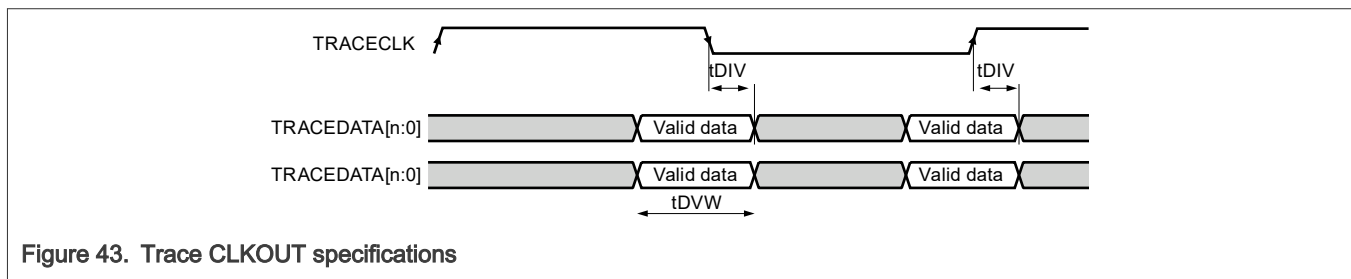 TRACECLK
tDIV tDIV
TRACEDATA[n:0] Valid data Valid data
TRACEDATA[n:0] Valid data Valid data
tDVW
Figure 43. Trace CLKOUT specifications